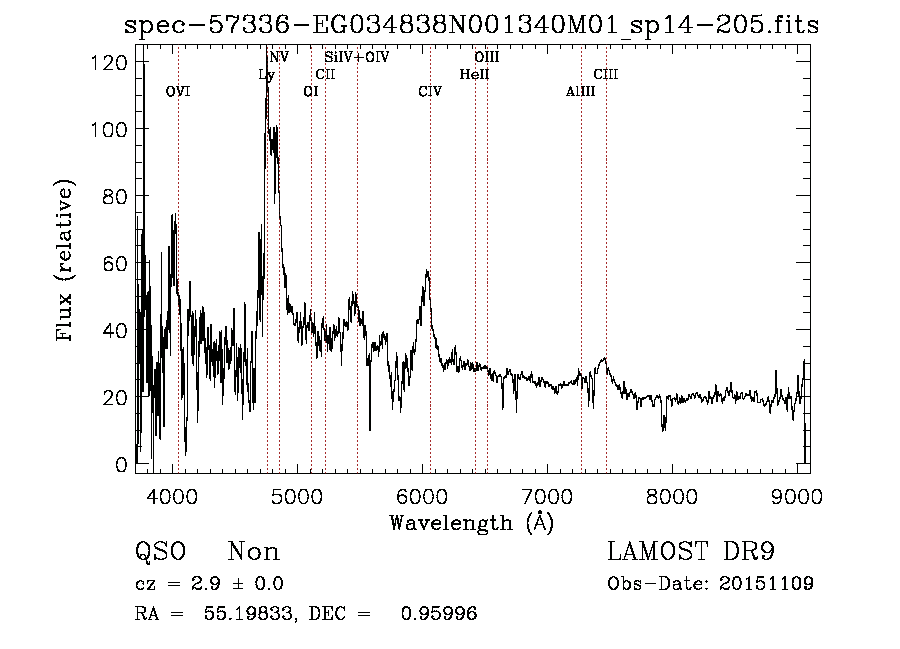 spec-57336-EG034838N001340M01_sp14-205.fits
NV SiIV+OIV OIII
Ly CII HeII CIII
OVI OI CIV AlIII
120
100
80
60
40
20
0
Flux (relative)
4000 5000 6000 7000 8000 9000
Wavelength (Å)
QSO Non LAMOST DR9
cz = 2.9 ± 0.0 Obs-Date: 20151109
RA = 55.19833, DEC = 0.95996